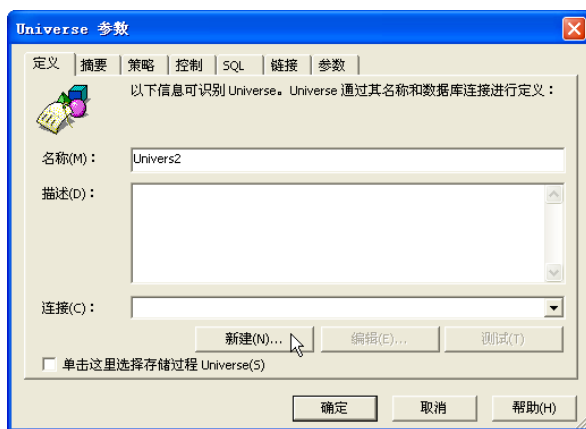 Universe 参数
定义 摘要 策略 控制 SQL 链接 参数
以下信息可识别 Universe。Universe 通过其名称和数据库连接进行定义：
名称(M)： Univers2
描述(D)：
连接(C)：
新建(N)... 编辑(E)... 测试(T)
单击这里选择存储过程 Universe(S)
确定 取消 帮助(H)